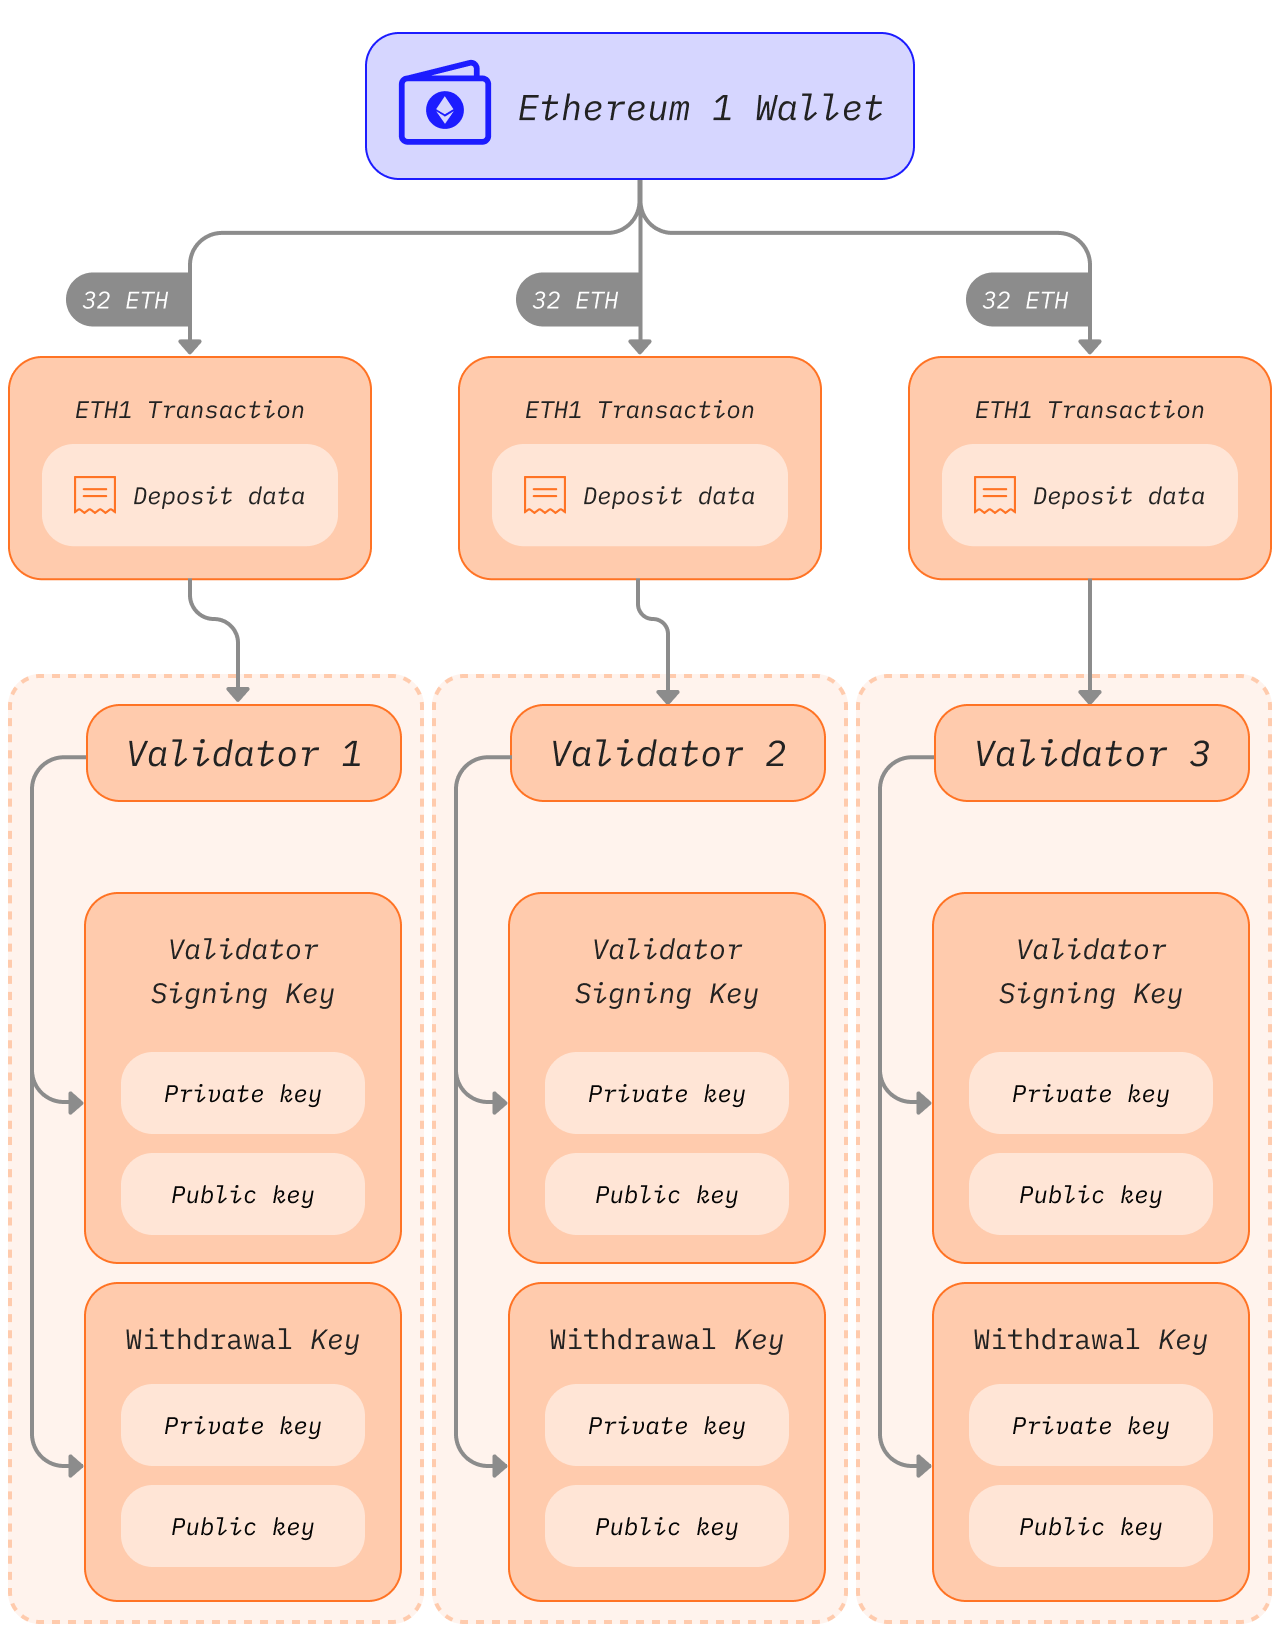 Ethereum 1 Wallet
32 ETH
32 ETH
32 ETH
ETH1 Transaction
Deposit data
ETH1 Transaction
Deposit data
ETH1 Transaction
Deposit data
Validator 1
Validator
Signing Key
Private key
Public key
Withdrawal Key
Private key
Public key
Validator 2
Validator
Signing Key
Private key
Public key
Withdrawal Key
Private key
Public key
Validator 3
Validator
Signing Key
Private key
Public key
Withdrawal Key
Private key
Public key